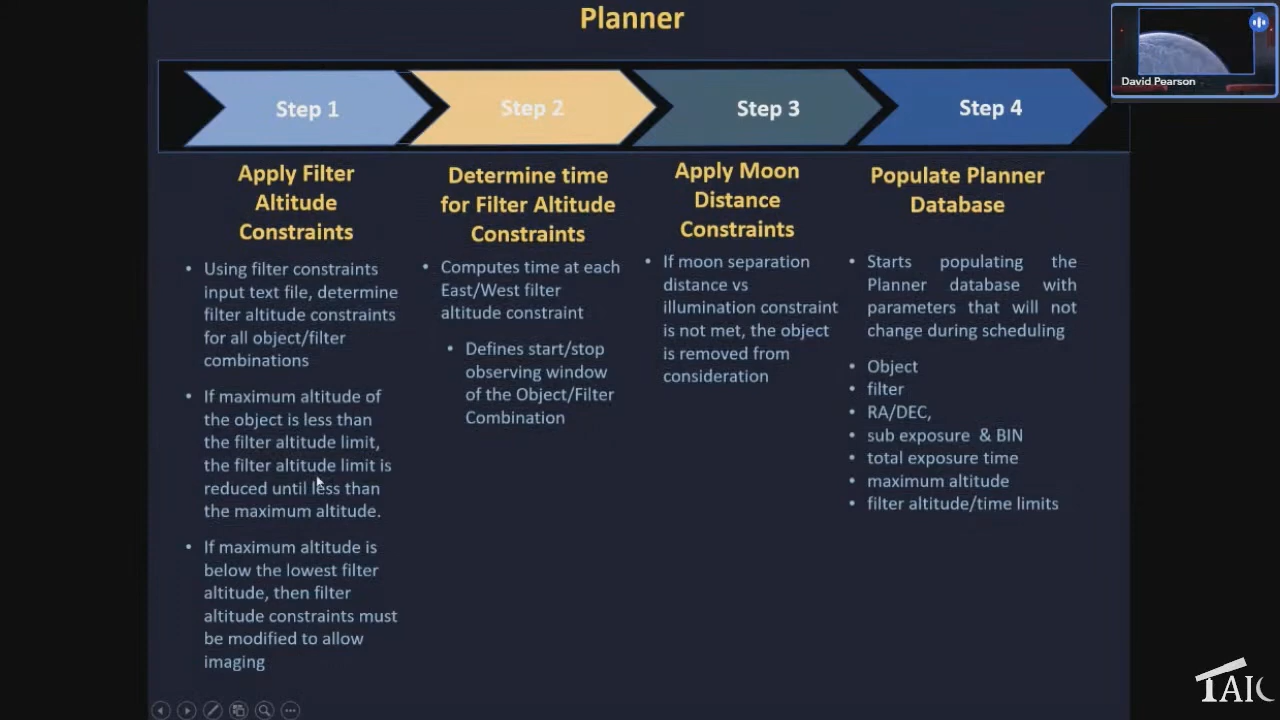 Planner
David Pearson
Step 1
Step 2
Step 3
Step 4
Apply Filter
Altitude
Constraints
• Using filter constraints
input text file, determine
filter altitude constraints
for all object/filter
combinations
• If maximum altitude of
the object is less than
the filter altitude limit,
the filter altitude limit is
reduced until less than
the maximum altitude.
• If maximum altitude is
below the lowest filter
altitude, then filter
altitude constraints must
be modified to allow
imaging
Determine time
for Filter Altitude
Constraints
• Computes time at each
East/West filter
altitude constraint
• Defines start/stop
observing window
of the Object/Filter
Combination
Apply Moon
Distance
Constraints
• If moon separation
distance vs
illumination constraint
is not met, the object
is removed from
consideration
Populate Planner
Database
• Starts populating the
Planner database with
parameters that will not
change during scheduling
• Object
• filter
• RA/DEC,
• sub exposure & BIN
• total exposure time
• maximum altitude
• filter altitude/time limits
TAIC